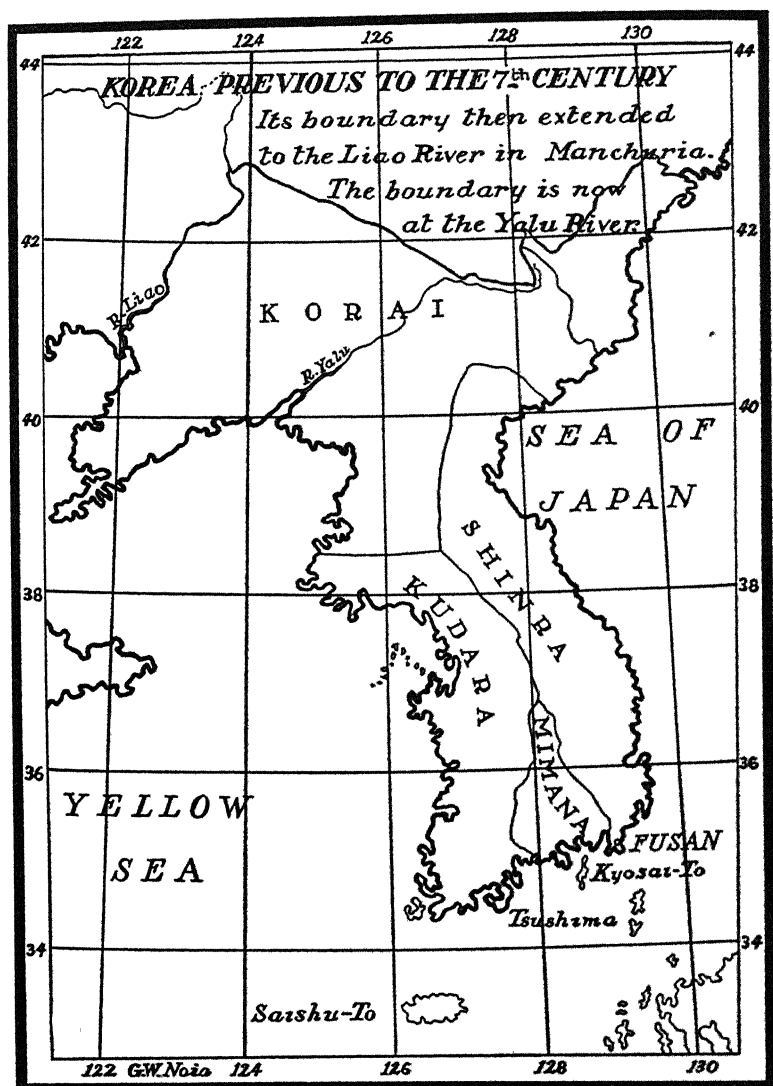 122 124 126 128 130
44 44
KOREA PREVIOUS TO THE 7th CENTURY
Its boundary then extended
to the Liao River in Manchuria.
The boundary is now
at the Yalu River.
42 42
R. Liao
KORAI
R. Yalu
40 40
SEA OF
JAPAN
SHINRA
38 38
KUDARA
MIMANA
36 36
YELLOW
SEA
FUSAN
Kyosai-To
Tsushima
34 34
Saishu-To
122 G.W. 124 126 128 130